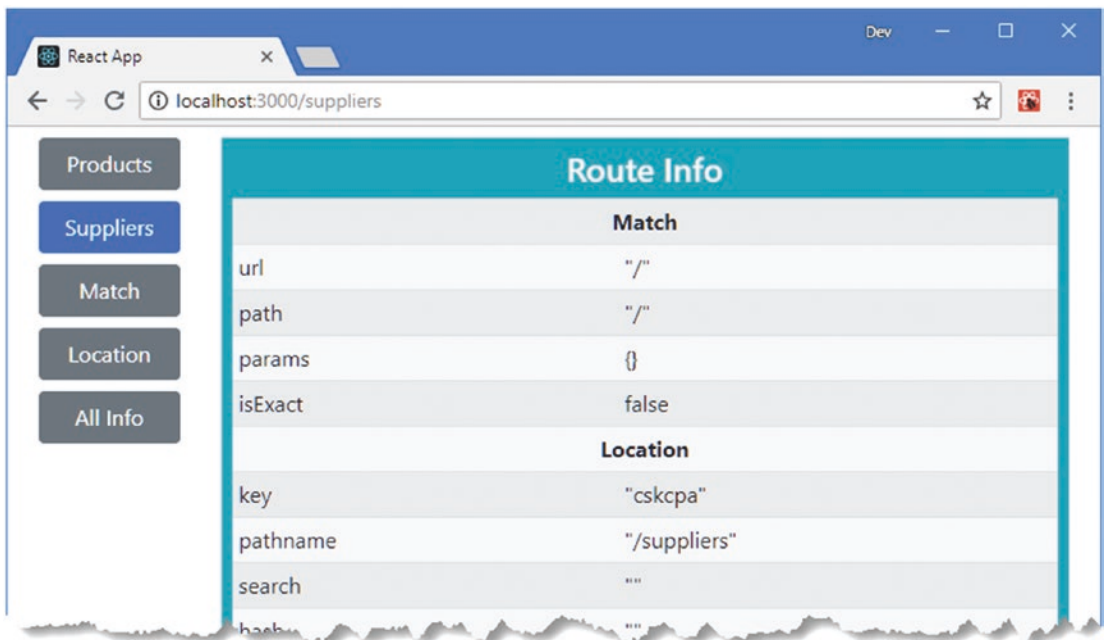 Dev
React App
localhost:3000/suppliers
Products
Suppliers
Match
Location
All Info
Route Info
Match
url "/"
path "/"
params {}
isExact false
Location
key "cskcpa"
pathname "/suppliers"
search ""
hash ""